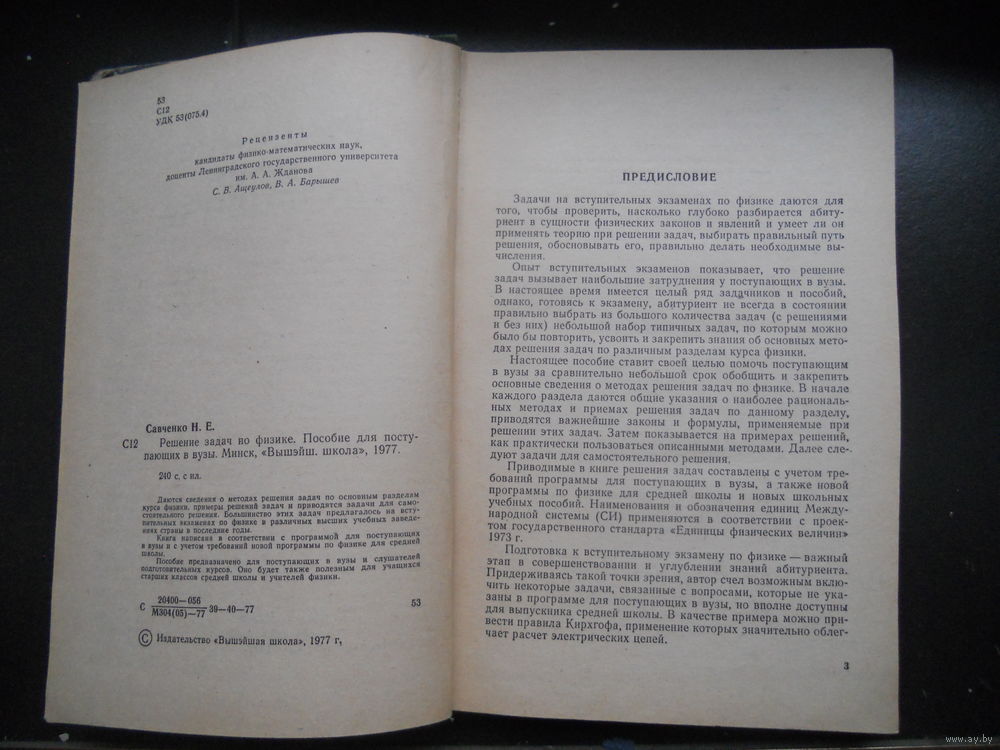 53
С12
УДК 53(075.4)
Рецензенты
кандидаты физико-математических наук,
доценты Ленинградского государственного университета
им. А. А. Жданова
С. В. Ащеулов, В. А. Барышев
Савченко Н. Е.
С12 Решение задач во физике. Пособие для посту-
пающих в вузы. Минск, «Вышэйш. школа», 1977.
240 с. с ил.
Даются сведения о методах решения задач по основным разделам
курса физики, примеры решений задач и приводятся задачи для само-
стоятельного решения. Большинство этих задач предлагалось на всту-
пительных экзаменах по физике в различных высших учебных заведе-
ниях страны в последние годы.
Книга написана в соответствии с программой для поступающих
в вузы и с учетом требований новой программы по физике для средней
школы.
Пособие предназначено для поступающих в вузы и слушателей
подготовительных курсов. Оно будет также полезным для учащихся
старших классов средней школы и учителей физики.
С 20400—056
М304(05)—77 39—40—77 53
© Издательство «Вышэйшая школа», 1977 г,
ПРЕДИСЛОВИЕ
Задачи на вступительных экзаменах по физике даются для
того, чтобы проверить, насколько глубоко разбирается абиту-
риент в сущности физических законов и явлений и умеет ли он
применять теорию при решении задач, выбирать правильный путь
решения, обосновывать его, правильно делать необходимые вы-
числения.
Опыт вступительных экзаменов показывает, что решение
задач вызывает наибольшие затруднения у поступающих в вузы.
В настоящее время имеется целый ряд задачников и пособий,
однако, готовясь к экзамену, абитуриент не всегда в состоянии
правильно выбрать из большого количества задач (с решениями
и без них) небольшой набор типичных задач, по которым можно
было бы повторить, усвоить и закрепить знания об основных мето-
дах решения задач по различным разделам курса физики.
Настоящее пособие ставит своей целью помочь поступающим
в вузы за сравнительно небольшой срок обобщить и закрепить
основные сведения о методах решения задач по физике. В начале
каждого раздела даются общие указания о наиболее рациональ-
ных методах и приемах решения задач по данному разделу,
приводятся важнейшие законы и формулы, применяемые при
решении этих задач. Затем показывается на примерах решений,
как практически пользоваться описанными методами. Далее сле-
дуют задачи для самостоятельного решения.
Приводимые в книге решения задач составлены с учетом тре-
бований программы для поступающих в вузы, а также новой
программы по физике для средней школы и новых школьных
учебных пособий. Наименования и обозначения единиц Между-
народной системы (СИ) применяются в соответствии с проек-
том государственного стандарта «Единицы физических величин»
1973 г.
Подготовка к вступительному экзамену по физике — важный
этап в совершенствовании и углублении знаний абитуриента.
Придерживаясь такой точки зрения, автор счел возможным вклю-
чить некоторые задачи, связанные с вопросами, которые не ука-
заны в программе для поступающих в вузы, но вполне доступны
для выпускника средней школы. В качестве примера можно при-
вести правила Кирхгофа, применение которых значительно облег-
чает расчет электрических цепей.
3
www.ay.by